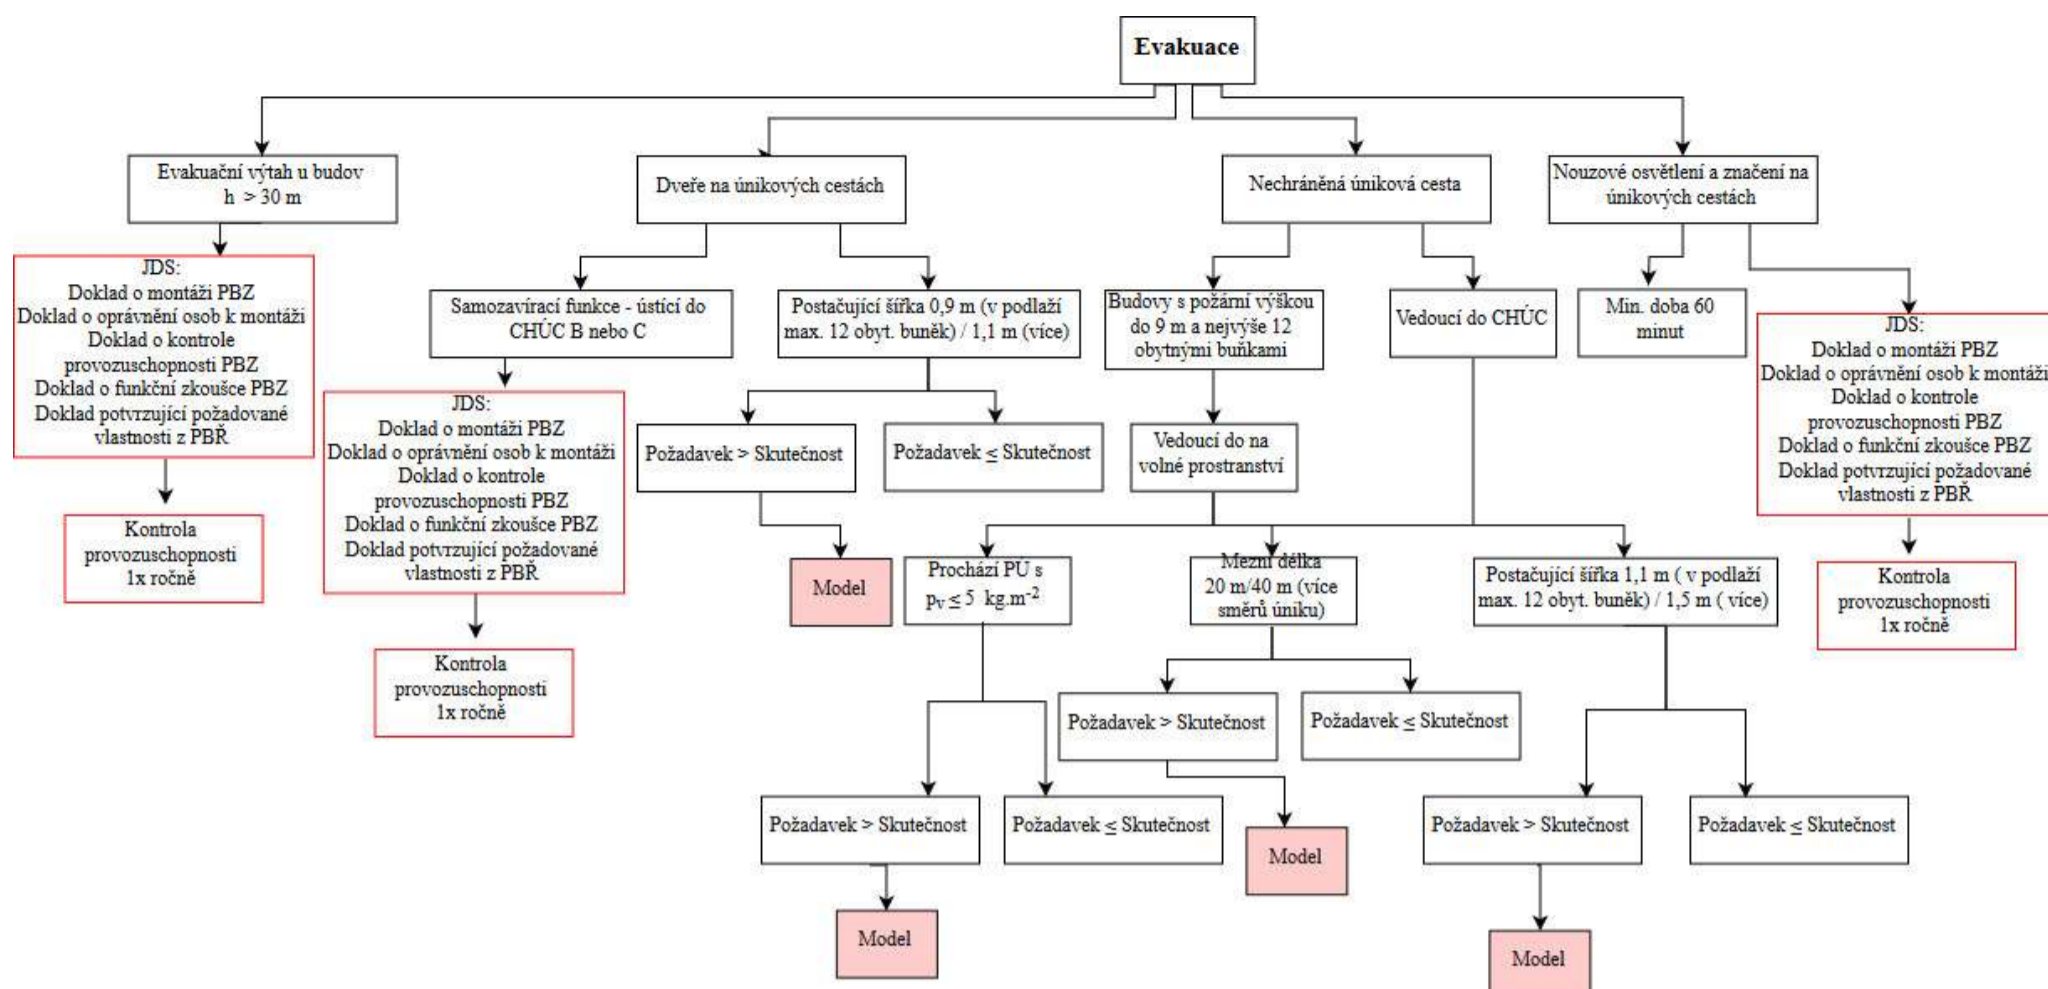 Evakuace
Evakuační výtah u budov
h > 30 m
Dveře na únikových cestách
Nechráněná úniková cesta
Nouzové osvětlení a značení na
únikových cestách
JDS:
Doklad o montáži PBZ
Doklad o oprávnění osob k montáži
Doklad o kontrole
provozuschopnosti PBZ
Doklad o funkční zkoušce PBZ
Doklad potvrzující požadované
vlastnosti z PBŘ
Kontrola
provozuschopnosti
1x ročně
Samozavírací funkce - ústící do
CHÚC B nebo C
JDS:
Doklad o montáži PBZ
Doklad o oprávnění osob k montáži
Doklad o kontrole
provozuschopnosti PBZ
Doklad o funkční zkoušce PBZ
Doklad potvrzující požadované
vlastnosti z PBŘ
Kontrola
provozuschopnosti
1x ročně
Postačující šířka 0,9 m (v podlaží
max. 12 obyt. buněk) / 1,1 m (více)
Požadavek > Skutečnost
Požadavek ≤ Skutečnost
Model
Budovy s požární výškou
do 9 m a nejvýše 12
obytnými buňkami
Vedoucí do CHÚC
Vedoucí do na
volné prostranství
Prochází PÚ s
pᵥ ≤ 5 kg.m⁻²
Mezní délka
20 m/40 m (více
směrů úniku)
Postačující šířka 1,1 m ( v podlaží
max. 12 obyt. buněk) / 1,5 m ( více)
Požadavek > Skutečnost
Požadavek ≤ Skutečnost
Požadavek > Skutečnost
Požadavek ≤ Skutečnost
Požadavek > Skutečnost
Požadavek ≤ Skutečnost
Model
Model
Model
Min. doba 60
minut
JDS:
Doklad o montáži PBZ
Doklad o oprávnění osob k montáži
Doklad o kontrole
provozuschopnosti PBZ
Doklad o funkční zkoušce PBZ
Doklad potvrzující požadované
vlastnosti z PBŘ
Kontrola
provozuschopnosti
1x ročně